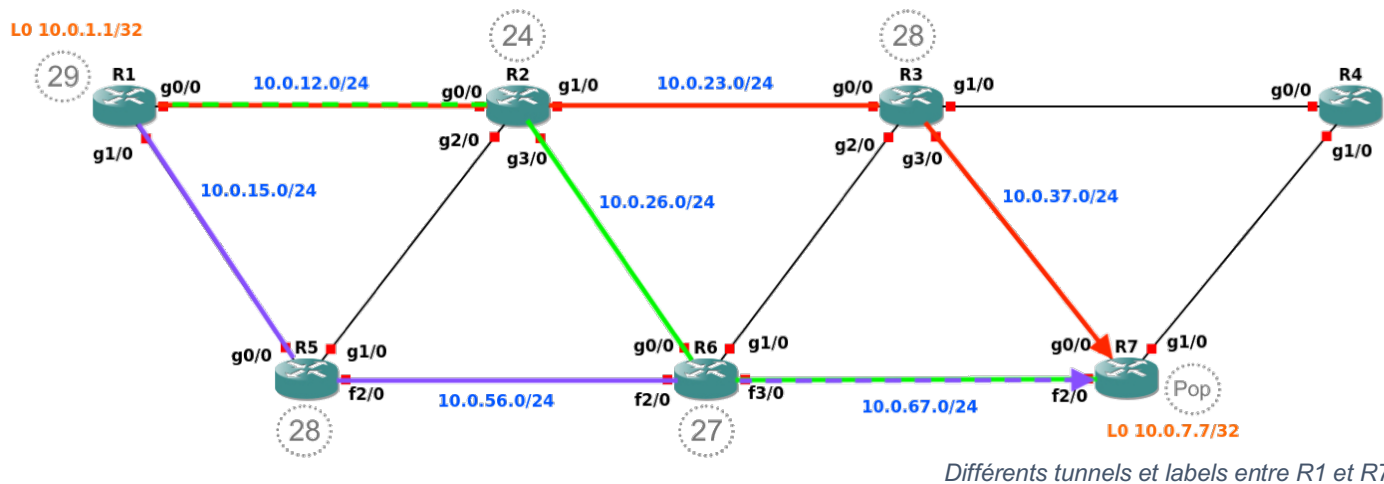 L0 10.0.1.1/32
29
R1
g0/0
g1/0
10.0.12.0/24
24
R2
g0/0
g1/0
g2/0
g3/0
10.0.23.0/24
28
R3
g0/0
g1/0
g2/0
g3/0
R4
g0/0
g1/0
10.0.15.0/24
10.0.26.0/24
10.0.37.0/24
g0/0
R5
g1/0
f2/0
28
10.0.56.0/24
g0/0
R6
g1/0
f2/0
f3/0
27
10.0.67.0/24
g0/0
R7
g1/0
f2/0
Pop
L0 10.0.7.7/32
Différents tunnels et labels entre R1 et R7